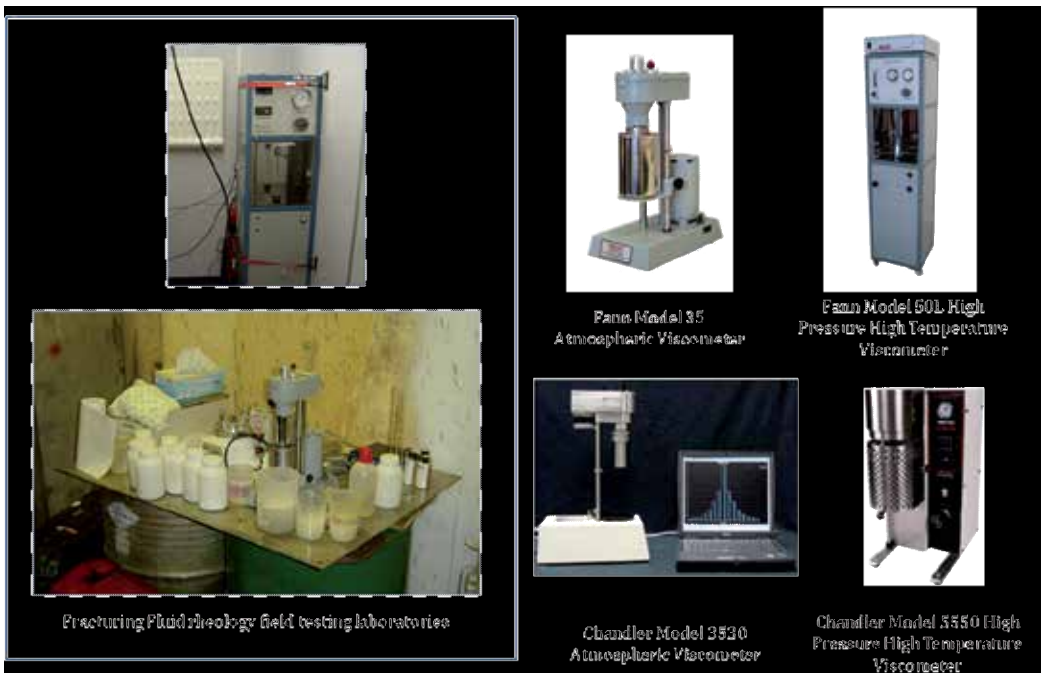 Fann Model 35
Atmospheric Viscometer
Fann Model 50L High
Pressure High Temperature
Viscometer
Fracturing Fluid rheology field testing laboratories
Chandler Model 3530
Atmospheric Viscometer
Chandler Model 5550 High
Pressure High Temperature
Viscometer